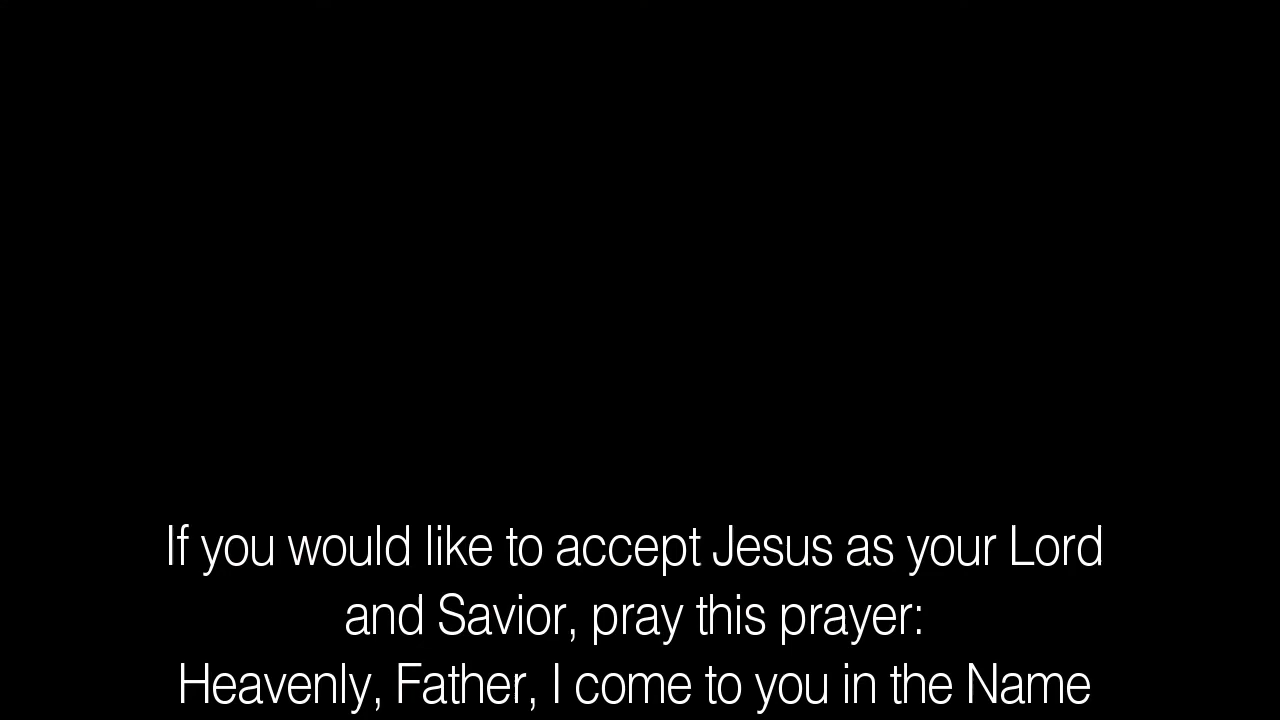 If you would like to accept Jesus as your Lord
and Savior, pray this prayer:
Heavenly, Father, I come to you in the Name